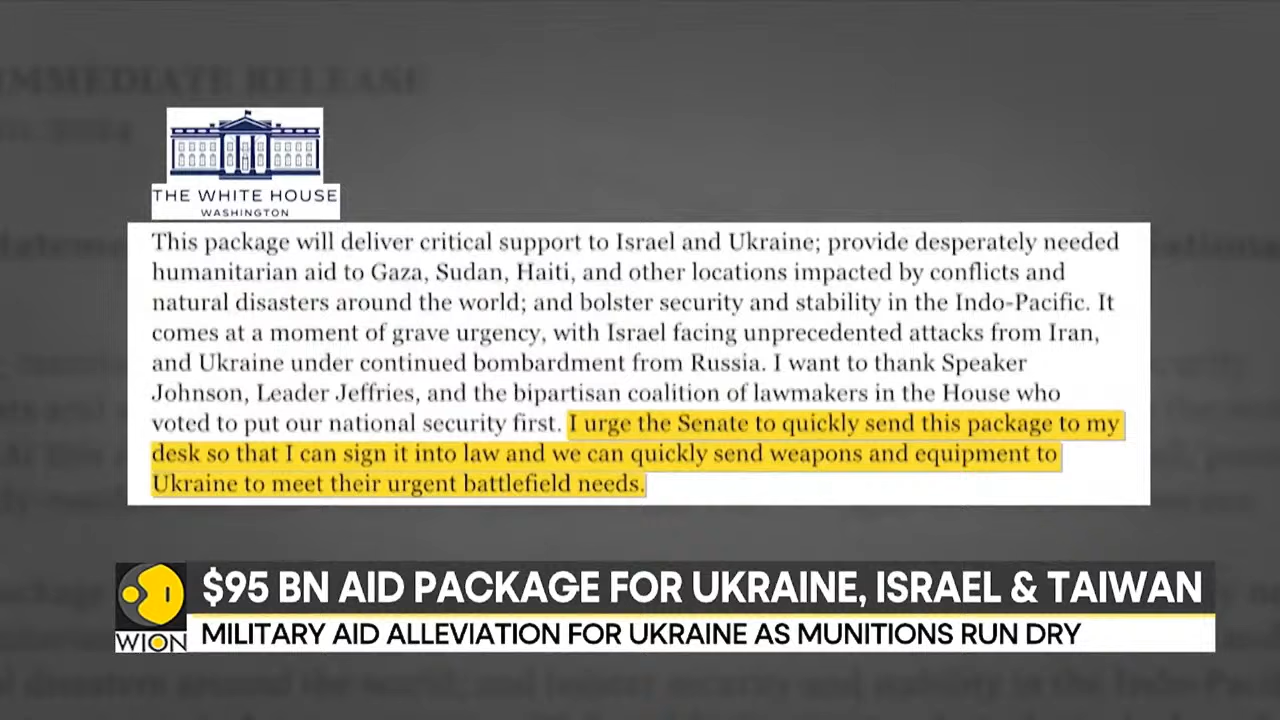 IMMEDIATE RELEASE
THE WHITE HOUSE
WASHINGTON
This package will deliver critical support to Israel and Ukraine; provide desperately needed
humanitarian aid to Gaza, Sudan, Haiti, and other locations impacted by conflicts and
natural disasters around the world; and bolster security and stability in the Indo-Pacific. It
comes at a moment of grave urgency, with Israel facing unprecedented attacks from Iran,
and Ukraine under continued bombardment from Russia. I want to thank Speaker
Johnson, Leader Jeffries, and the bipartisan coalition of lawmakers in the House who
voted to put our national security first. I urge the Senate to quickly send this package to my
desk so that I can sign it into law and we can quickly send weapons and equipment to
Ukraine to meet their urgent battlefield needs.
$95 BN AID PACKAGE FOR UKRAINE, ISRAEL & TAIWAN
MILITARY AID ALLEVIATION FOR UKRAINE AS MUNITIONS RUN DRY
WION